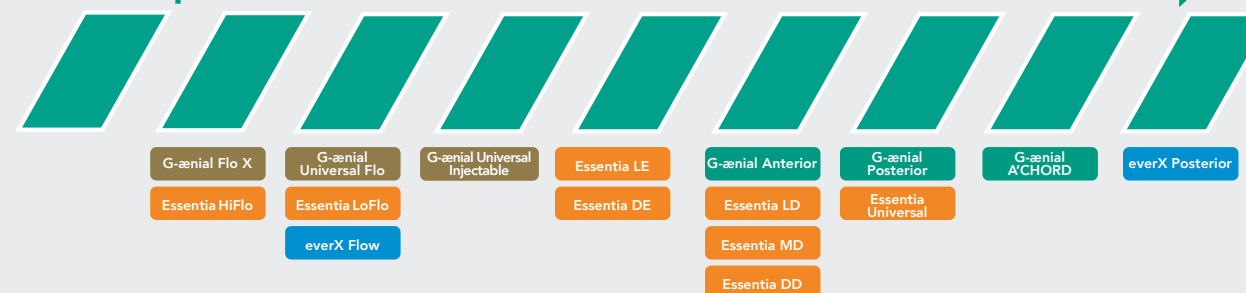 G-ænial Flo X
Essentia HiFlo
G-ænial
Universal Flo
Essentia LoFlo
everX Flow
G-ænial Universal
Injectable
Essentia LE
Essentia DE
G-ænial Anterior
Essentia LD
Essentia MD
Essentia DD
G-ænial
Posterior
Essentia
Universal
G-ænial
A'CHORD
everX Posterior